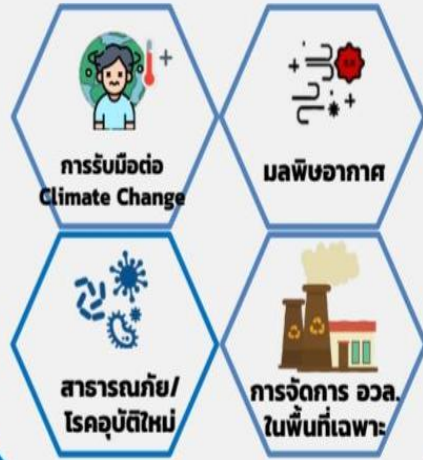 การรับมือต่อ
Climate Change
มลพิษอากาศ
สาธารณภัย/
โรคอุบัติใหม่
การจัดการ อวล.
ในพื้นที่เฉพาะ